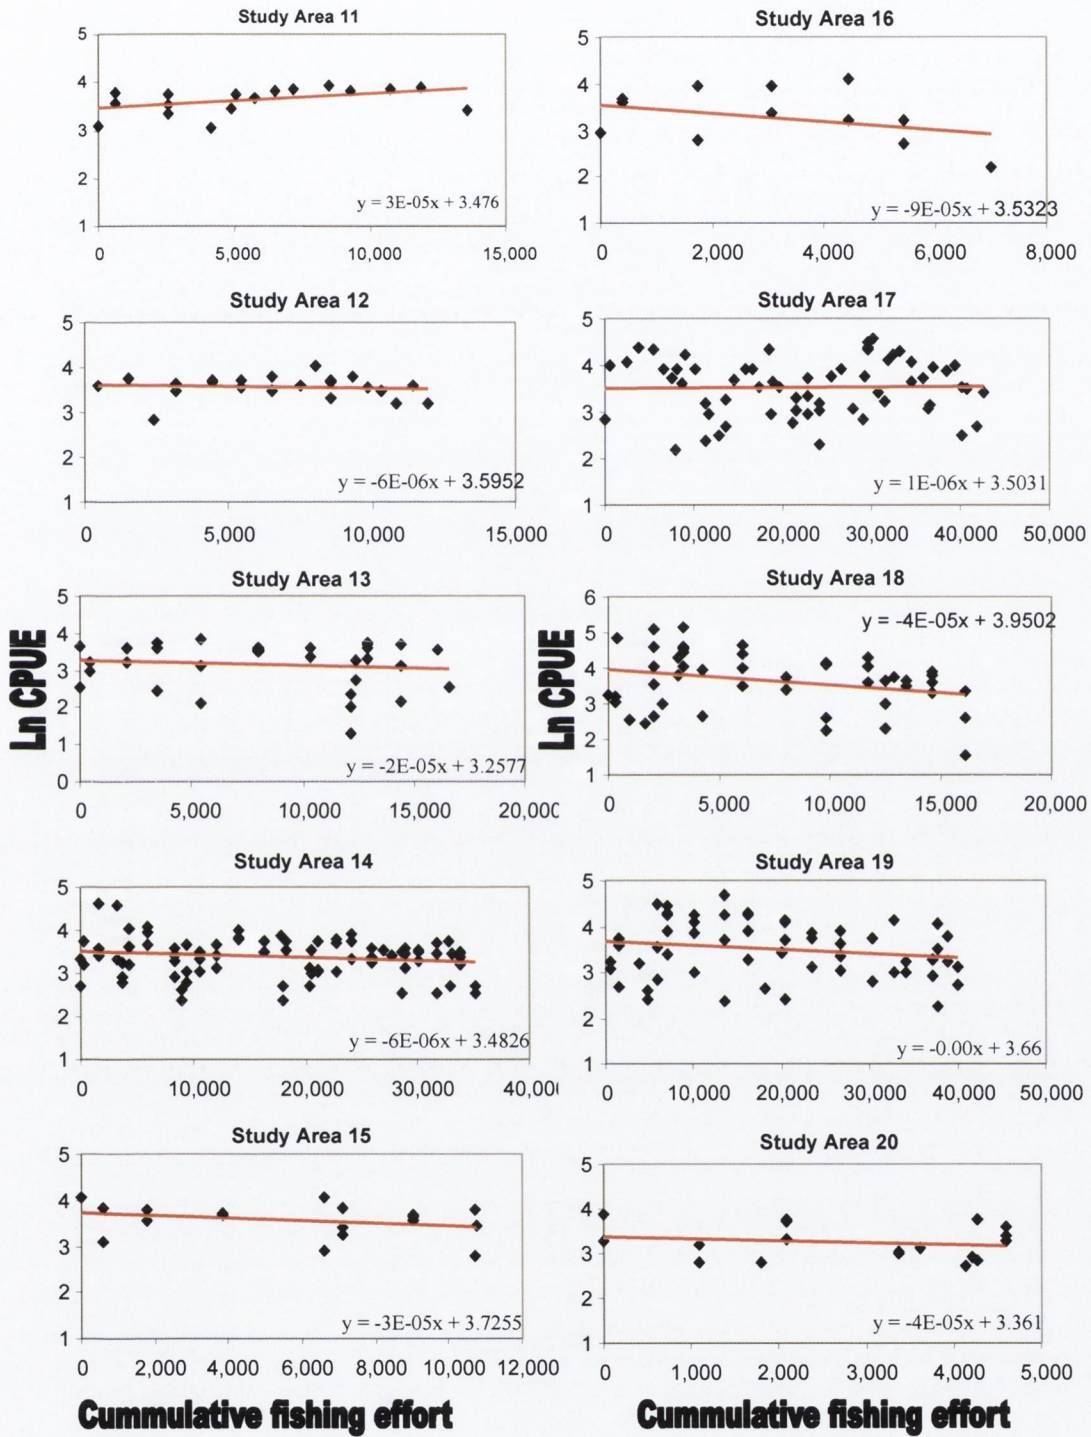 Study Area 11
5
4
3
2
1
0 5,000 10,000 15,000
y = 3E-05x + 3.476
Study Area 16
5
4
3
2
1
0 2,000 4,000 6,000 8,000
y = -9E-05x + 3.5323
Study Area 12
5
4
3
2
1
0 5,000 10,000 15,000
y = -6E-06x + 3.5952
Study Area 17
5
4
3
2
1
0 10,000 20,000 30,000 40,000 50,000
y = 1E-06x + 3.5031
Study Area 13
5
4
3
2
1
0
0 5,000 10,000 15,000 20,000
y = -2E-05x + 3.2577
Ln CPUE
Study Area 18
6
5
4
3
2
1
0 5,000 10,000 15,000 20,000
y = -4E-05x + 3.9502
Ln CPUE
Study Area 14
5
4
3
2
1
0 10,000 20,000 30,000 40,000
y = -6E-06x + 3.4826
Study Area 19
5
4
3
2
1
0 10,000 20,000 30,000 40,000 50,000
y = -0.00x + 3.66
Study Area 15
5
4
3
2
1
0 2,000 4,000 6,000 8,000 10,000 12,000
y = -3E-05x + 3.7255
Cummulative fishing effort
Study Area 20
5
4
3
2
1
0 1,000 2,000 3,000 4,000 5,000
y = -4E-05x + 3.361
Cummulative fishing effort